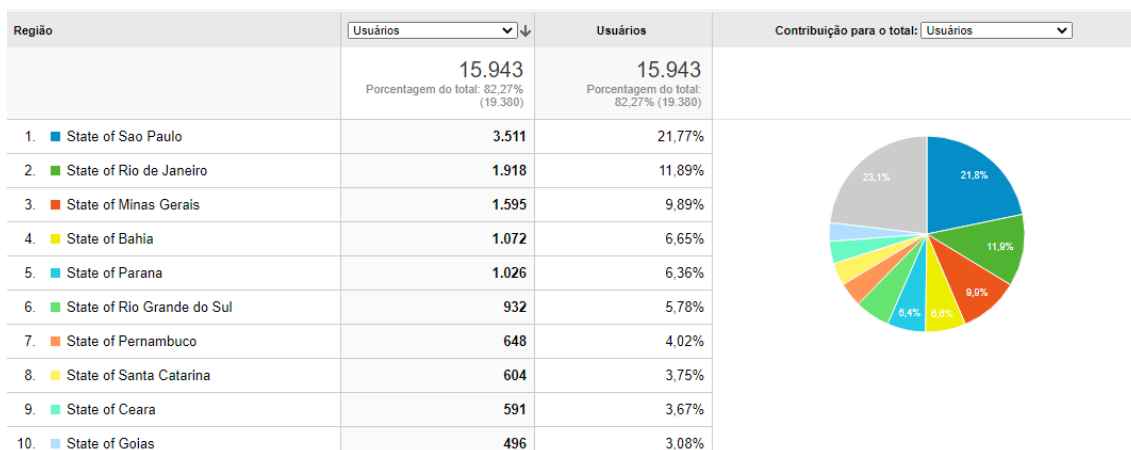 Região Usuários Usuários Contribuição para o total: Usuários
15.943 15.943
Porcentagem do total: 82,27% Porcentagem do total:
(19.380) 82,27% (19.380)
1. State of Sao Paulo 3.511 21,77%
2. State of Rio de Janeiro 1.918 11,89%
3. State of Minas Gerais 1.595 9,89%
4. State of Bahia 1.072 6,65%
5. State of Parana 1.026 6,36%
6. State of Rio Grande do Sul 932 5,78%
7. State of Pernambuco 648 4,02%
8. State of Santa Catarina 604 3,75%
9. State of Ceara 591 3,67%
10. State of Goias 496 3,08%
23,1% 21,8%
11,9%
9,9%
6,4% 6,6%